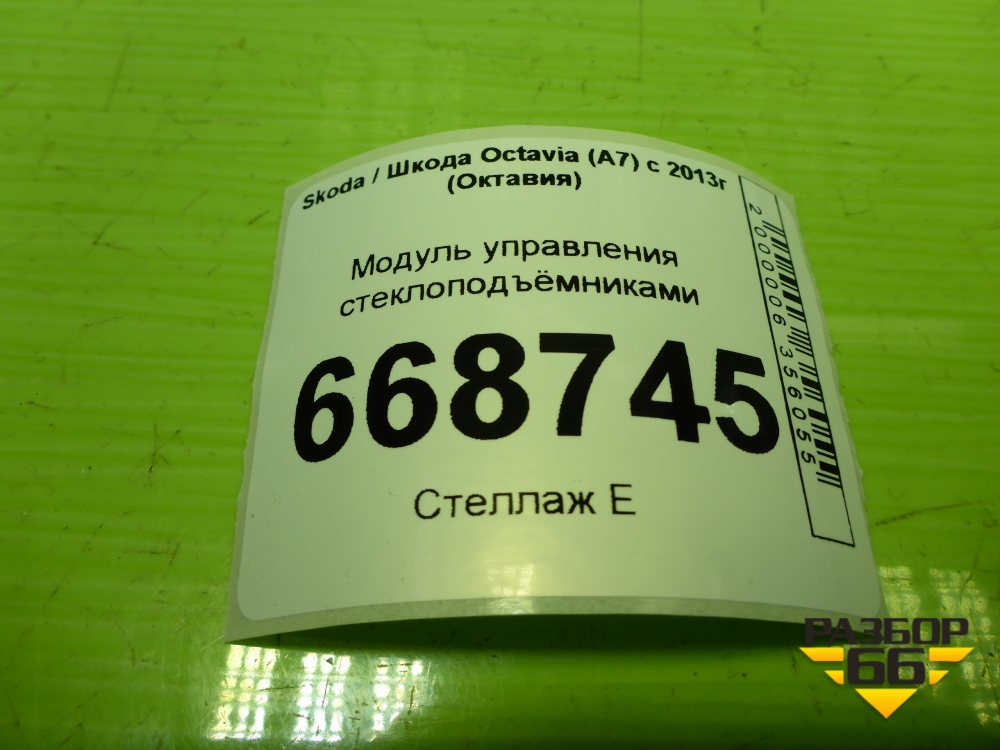 Skoda / Шкода Octavia (A7) с 2013г
(Октавия)
Модуль управления
стеклоподъёмниками
668745
Стеллаж Е
2000006356055
РАЗБОР
66